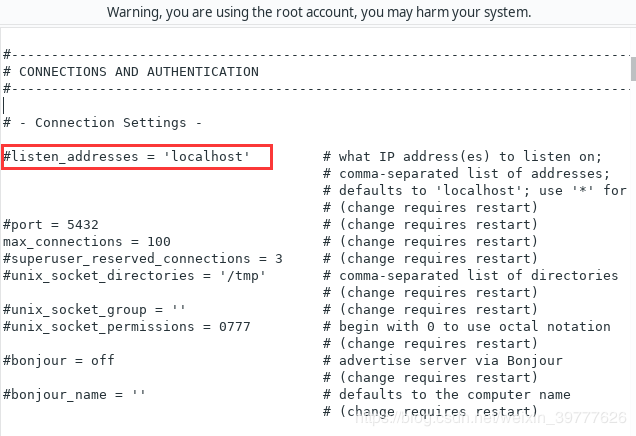 Warning, you are using the root account, you may harm your system.
#------------------------------------------------------------------------------
# CONNECTIONS AND AUTHENTICATION
#------------------------------------------------------------------------------
# - Connection Settings -
#listen_addresses = 'localhost' # what IP address(es) to listen on;
# comma-separated list of addresses;
# defaults to 'localhost'; use '*' for
# (change requires restart)
#port = 5432 # (change requires restart)
max_connections = 100 # (change requires restart)
#superuser_reserved_connections = 3 # (change requires restart)
#unix_socket_directories = '/tmp' # comma-separated list of directories
# (change requires restart)
#unix_socket_group = '' # (change requires restart)
#unix_socket_permissions = 0777 # begin with 0 to use octal notation
# (change requires restart)
#bonjour = off # advertise server via Bonjour
# (change requires restart)
#bonjour_name = '' # defaults to the computer name
# (change requires restart)
https://blog.csdn.net/weixin_39777626